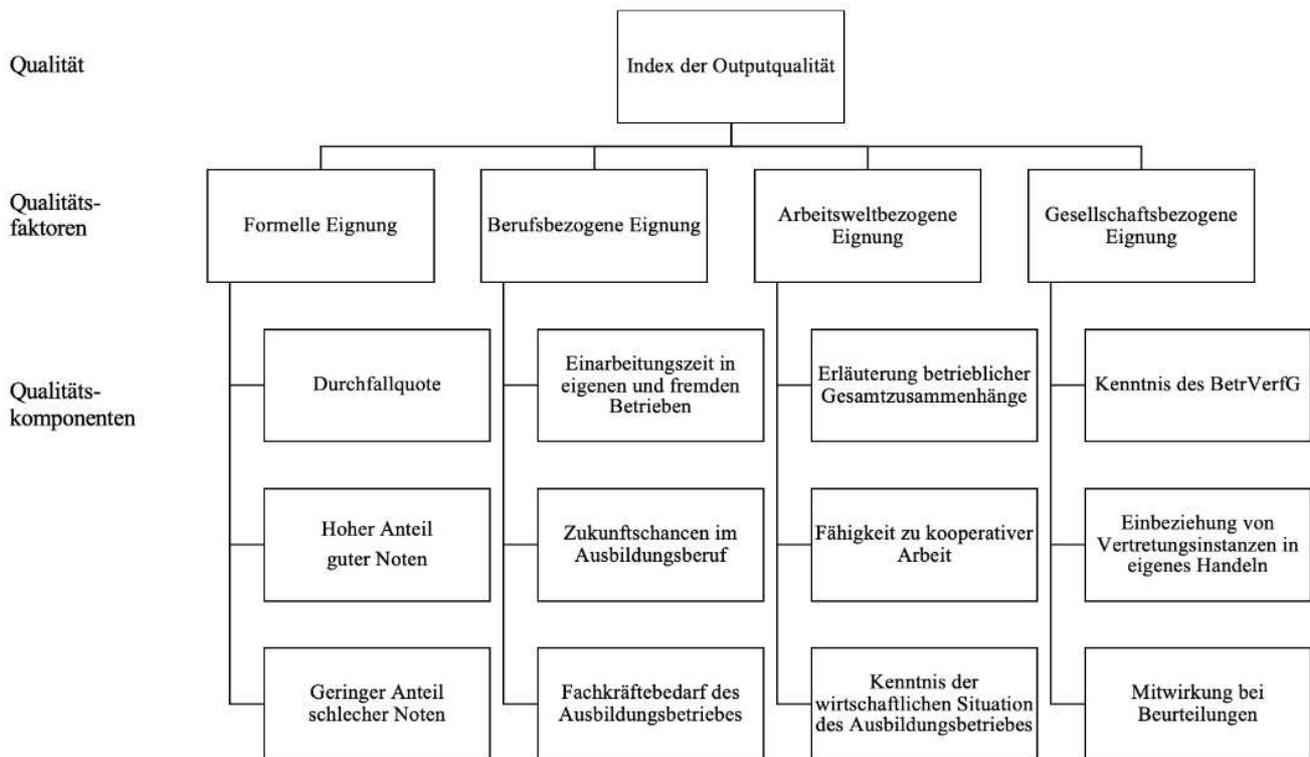 Qualität
Index der Outputqualität
Qualitäts-
faktoren
Formelle Eignung
Berufsbezogene Eignung
Arbeitsweltbezogene
Eignung
Gesellschaftsbezogene
Eignung
Qualitäts-
komponenten
Durchfallquote
Einarbeitungszeit in
eigenen und fremden
Betrieben
Erläuterung betrieblicher
Gesamtzusammenhänge
Kenntnis des BetrVerfG
Hoher Anteil
guter Noten
Zukunftschancen im
Ausbildungsberuf
Fähigkeit zu kooperativer
Arbeit
Einbeziehung von
Vertretungsinstanzen in
eigenes Handeln
Geringer Anteil
schlecher Noten
Fachkräftebedarf des
Ausbildungsbetriebes
Kenntnis der
wirtschaftlichen Situation
des Ausbildungsbetriebes
Mitwirkung bei
Beurteilungen